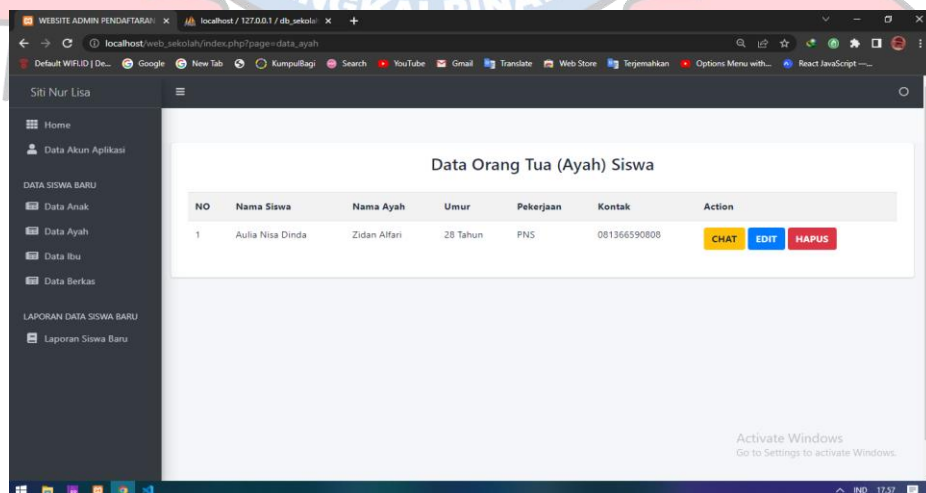 WEBSITE ADMIN PENDAFTARAN
localhost / 127.0.0.1 / db_sekolah
localhost/web_sekolah/index.php?page=data_ayah
Default WIFI.ID | De...
Google
New Tab
KumpulBagi
Search
YouTube
Gmail
Translate
Web Store
Terjemahkan
Options Menu with...
React JavaScript —...
Siti Nur Lisa
Home
Data Akun Aplikasi
DATA SISWA BARU
Data Anak
Data Ayah
Data Ibu
Data Berkas
LAPORAN DATA SISWA BARU
Laporan Siswa Baru
Data Orang Tua (Ayah) Siswa
NO Nama Siswa Nama Ayah Umur Pekerjaan Kontak Action
1 Aulia Nisa Dinda Zidan Alfari 28 Tahun PNS 081366590808 CHAT EDIT HAPUS
Activate Windows
Go to Settings to activate Windows.
IND 17.57